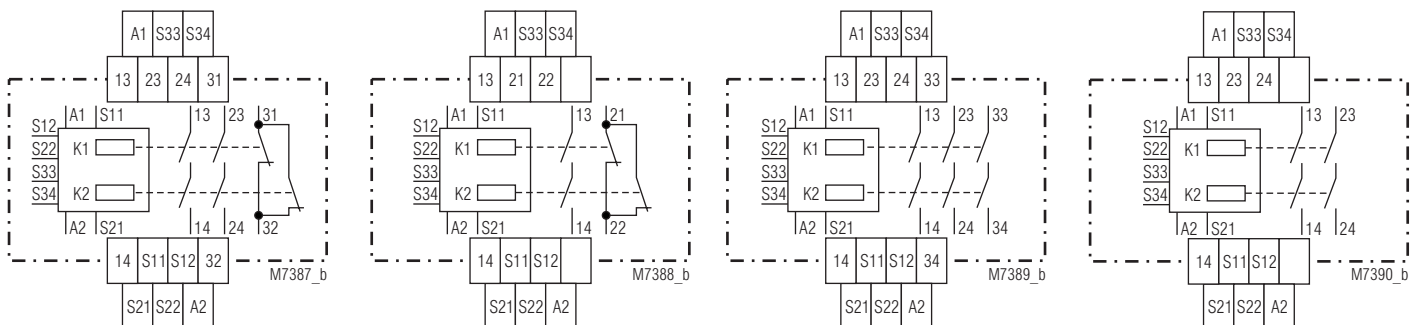 A1 S33 S34
13 23 24 31
A1 S11 13 23 31
S12
S22
S33
S34
K1
K2
A2 S21 14 24 32
14 S11 S12 32
M7387_b
S21 S22 A2
A1 S33 S34
13 21 22
A1 S11 13 21
S12
S22
S33
S34
K1
K2
A2 S21 14 22
14 S11 S12
M7388_b
S21 S22 A2
A1 S33 S34
13 23 24 33
A1 S11 13 23 33
S12
S22
S33
S34
K1
K2
A2 S21 14 24 34
14 S11 S12 34
M7389_b
S21 S22 A2
A1 S33 S34
13 23 24
A1 S11 13 23
S12
S22
S33
S34
K1
K2
A2 S21 14 24
14 S11 S12
M7390_b
S21 S22 A2